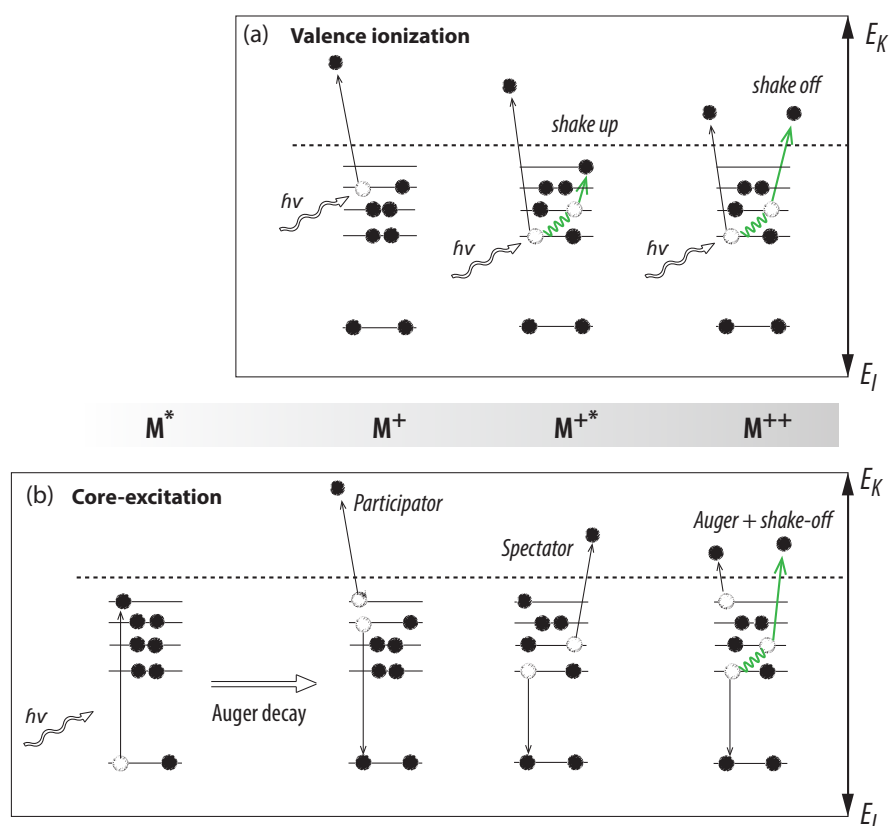 (a) Valence ionization
E_K
shake up
shake off
hν
hν
hν
E_I
M* M+ M+* M++
(b) Core-excitation
E_K
Participator
Spectator
Auger + shake-off
hν
Auger decay
E_I